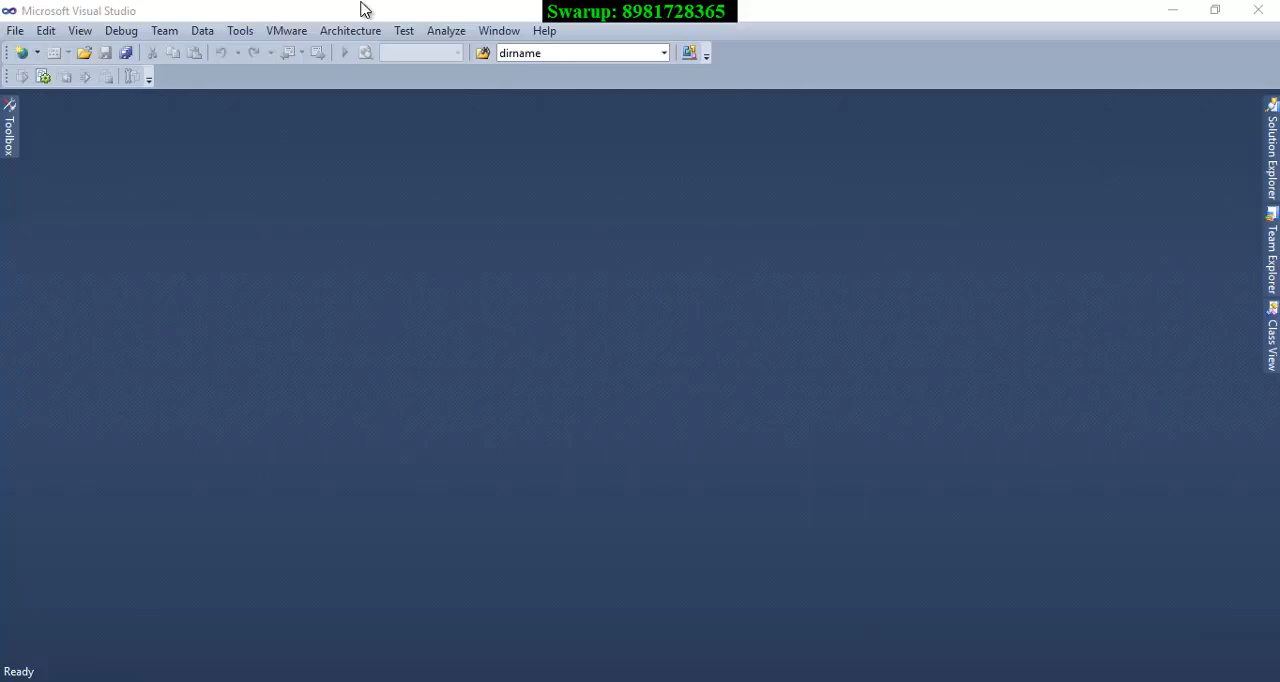 Microsoft Visual Studio
Swarup: 8981728365
File Edit View Debug Team Data Tools VMware Architecture Test Analyze Window Help
dirname
Toolbox
Solution Explorer
Team Explorer
Class View
Ready